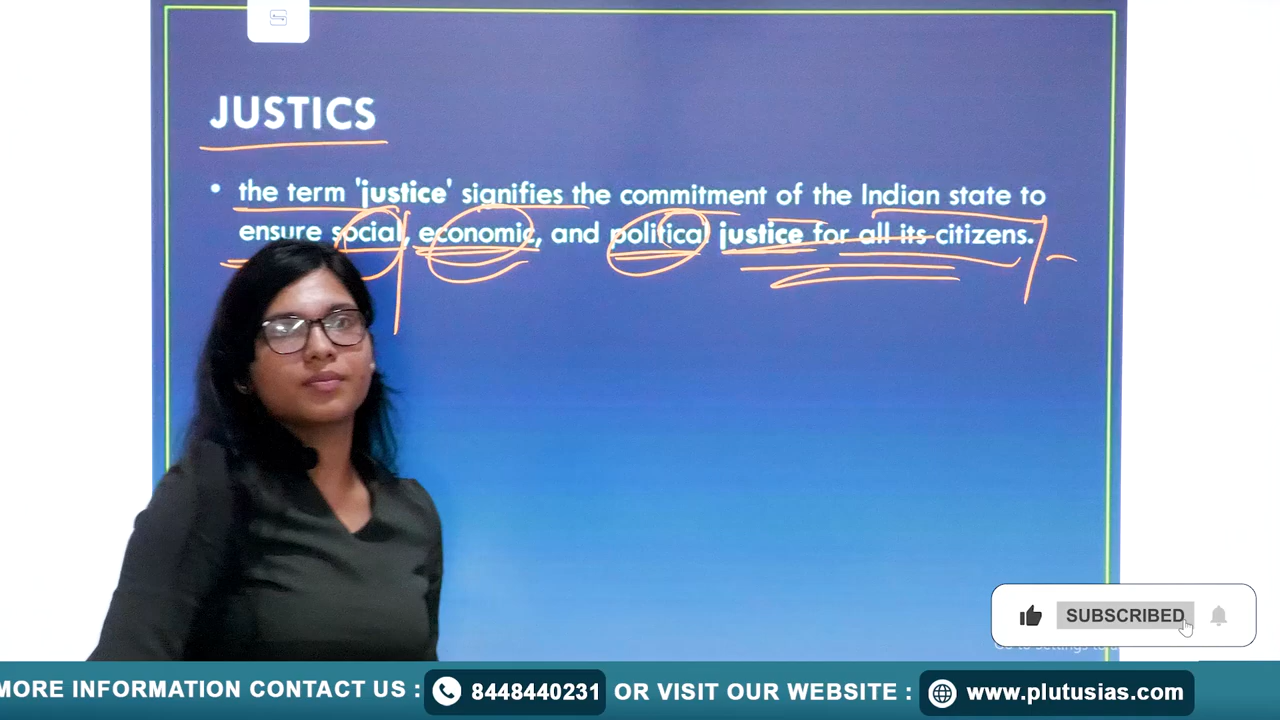 JUSTICS
• the term 'justice' signifies the commitment of the Indian state to
ensure social, economic, and political justice for all its citizens.
SUBSCRIBED
MORE INFORMATION CONTACT US : 8448440231 OR VISIT OUR WEBSITE : www.plutusias.com